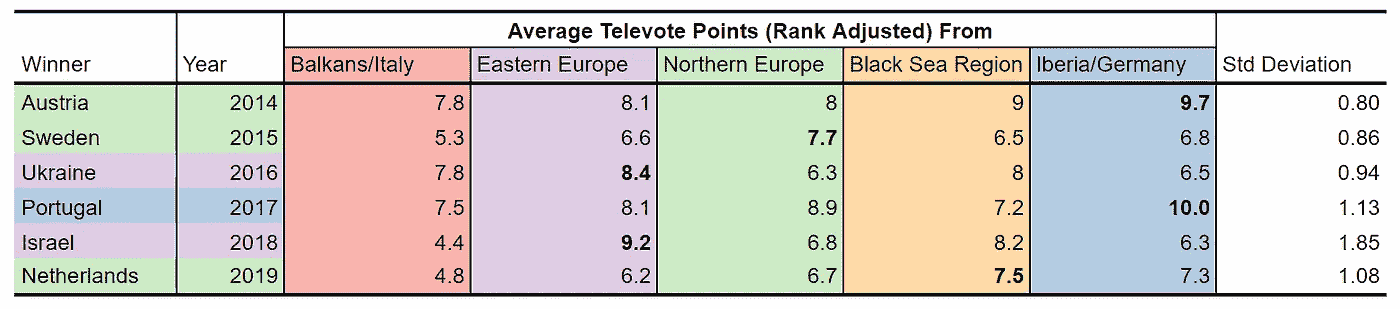 Average Televote Points (Rank Adjusted) From
Winner Year Balkans/Italy Eastern Europe Northern Europe Black Sea Region Iberia/Germany Std Deviation
Austria 2014 7.8 8.1 8 9 9.7 0.80
Sweden 2015 5.3 6.6 7.7 6.5 6.8 0.86
Ukraine 2016 7.8 8.4 6.3 8 6.5 0.94
Portugal 2017 7.5 8.1 8.9 7.2 10.0 1.13
Israel 2018 4.4 9.2 6.8 8.2 6.3 1.85
Netherlands 2019 4.8 6.2 6.7 7.5 7.3 1.08